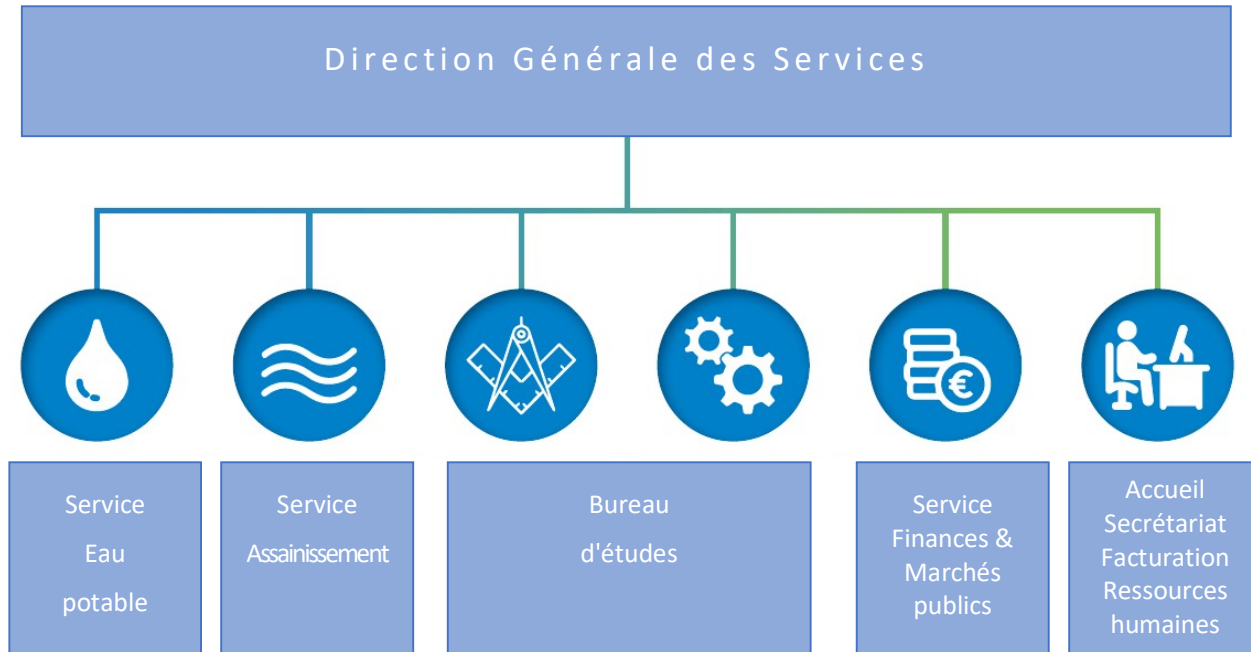 Direction Générale des Services
Service
Eau
potable
Service
Assainissement
Bureau
d'études
Service
Finances &
Marchés
publics
Accueil
Secrétariat
Facturation
Ressources
humaines
€